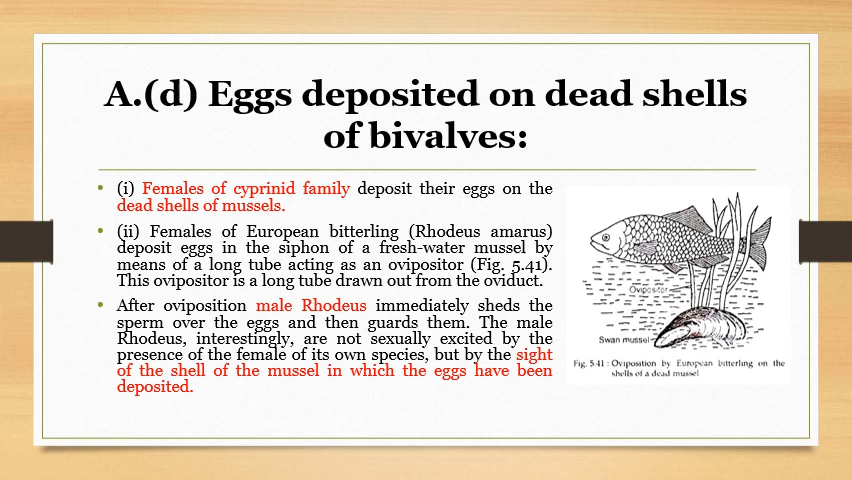 A.(d) Eggs deposited on dead shells
of bivalves:
• (i) Females of cyprinid family deposit their eggs on the
dead shells of mussels.
• (ii) Females of European bitterling (Rhodeus amarus)
deposit eggs in the siphon of a fresh-water mussel by
means of a long tube acting as an ovipositor (Fig. 5.41).
This ovipositor is a long tube drawn out from the oviduct.
• After oviposition male Rhodeus immediately sheds the
sperm over the eggs and then guards them. The male
Rhodeus, interestingly, are not sexually excited by the
presence of the female of its own species, but by the sight
of the shell of the mussel in which the eggs have been
deposited.
Ovipositor
Swan mussel
Fig. 5.41 : Oviposition by European bitterling on the
shells of a dead mussel